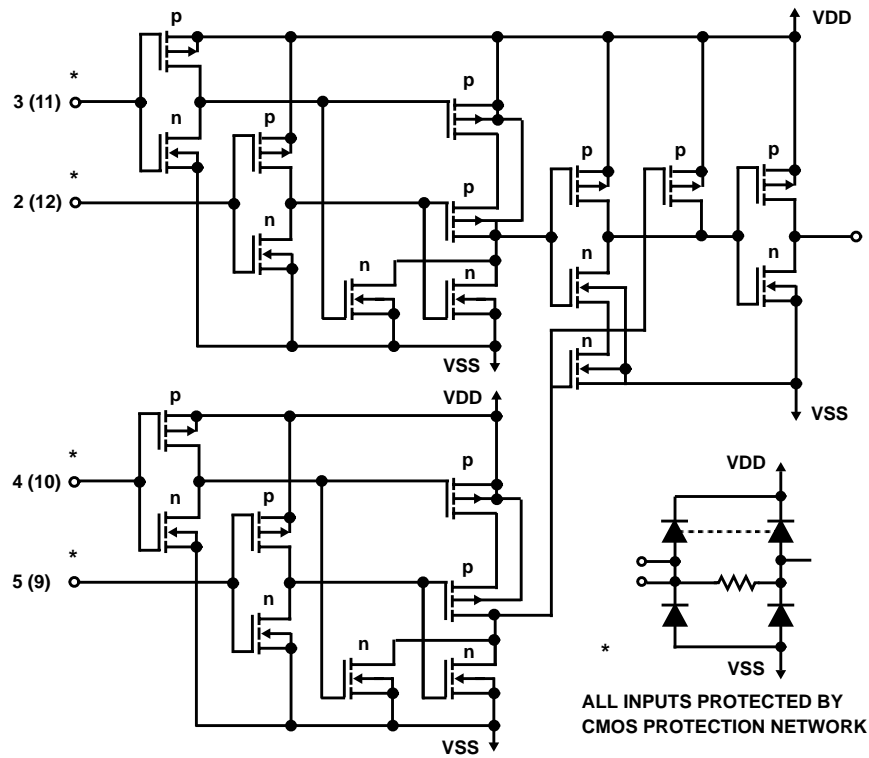 p
VDD
*
3 (11)
n
p
p
*
2 (12)
n
p
p
p
p
n
n
n
n
n
VSS
VSS
p
VDD
*
4 (10)
n
p
p
*
5 (9)
n
p
n
n
VSS
VDD
*
VSS
ALL INPUTS PROTECTED BY
CMOS PROTECTION NETWORK